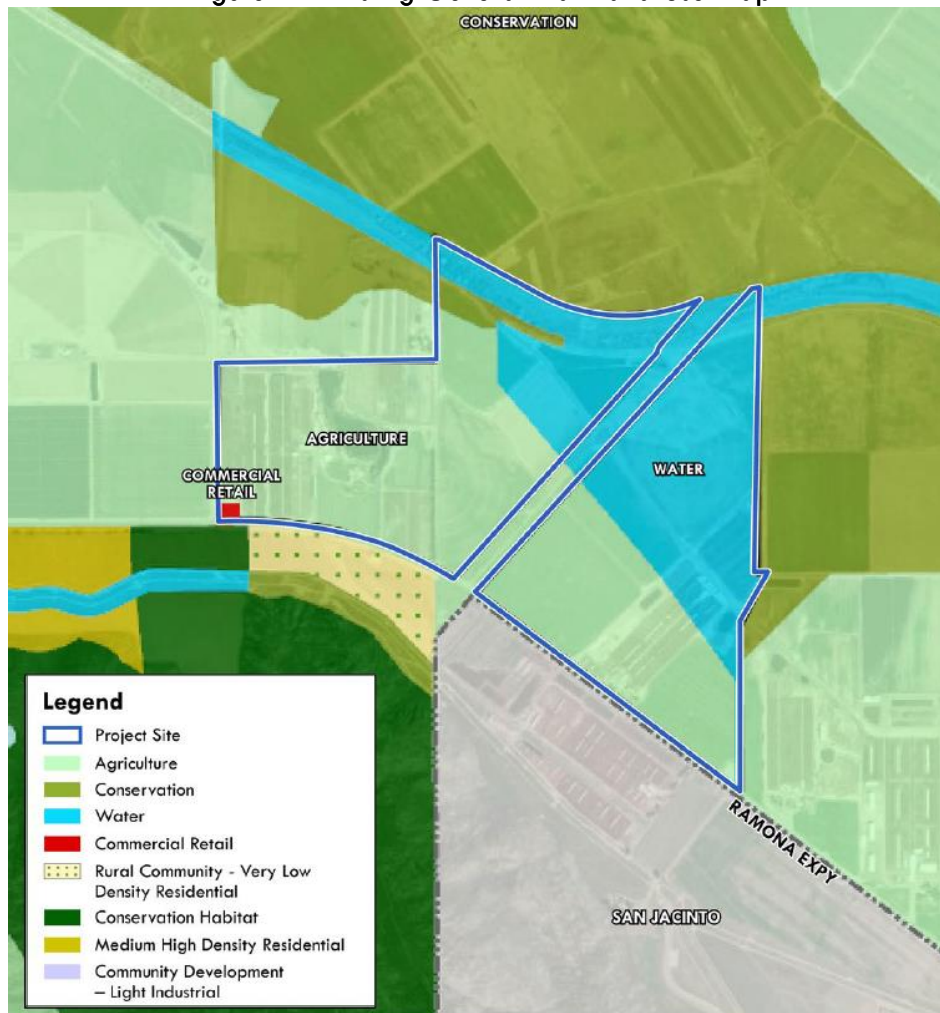 CONSERVATION
AGRICULTURE
COMMERCIAL
RETAIL
WATER
RAMONA EXPY
SAN JACINTO
Legend
Project Site
Agriculture
Conservation
Water
Commercial Retail
Rural Community - Very Low
Density Residential
Conservation Habitat
Medium High Density Residential
Community Development
– Light Industrial